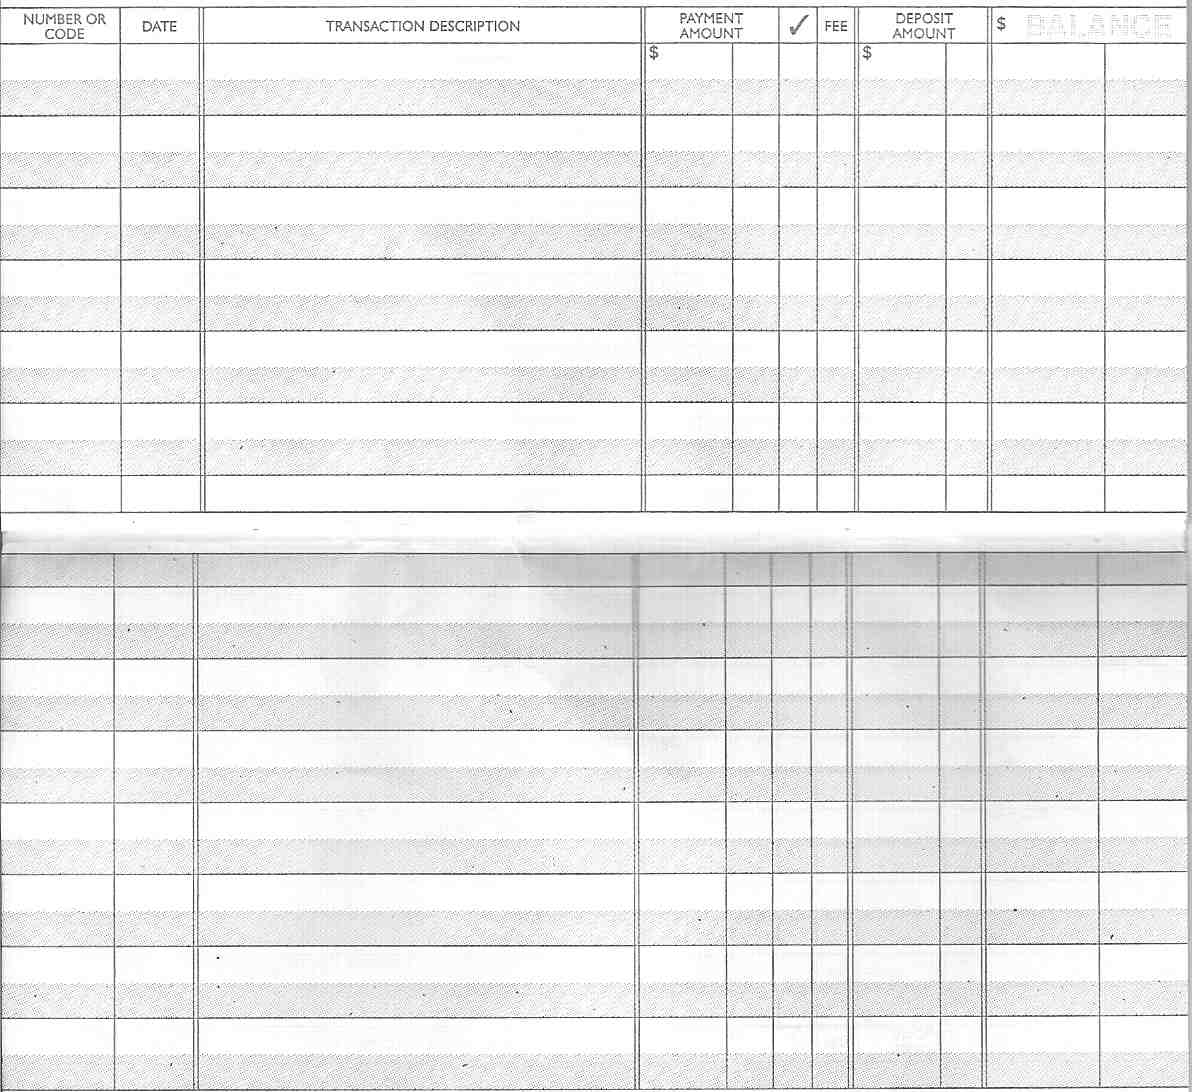 NUMBER OR CODE DATE TRANSACTION DESCRIPTION PAYMENT AMOUNT ✓ FEE DEPOSIT AMOUNT $ BALANCE
$ $